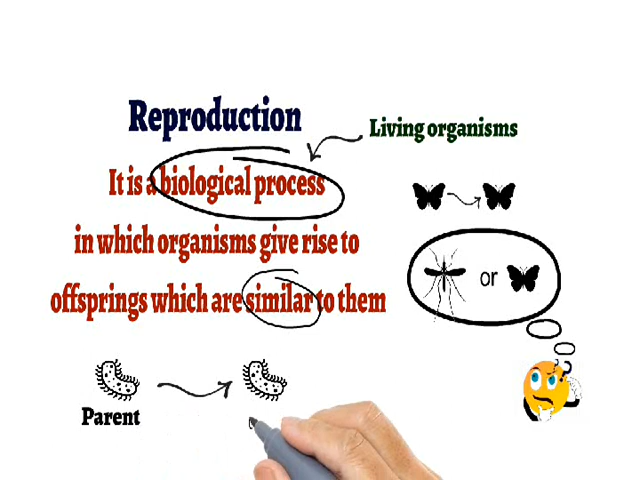 Reproduction
Living organisms
It is a biological process
in which organisms give rise to
offsprings which are similar to them
or
Parent